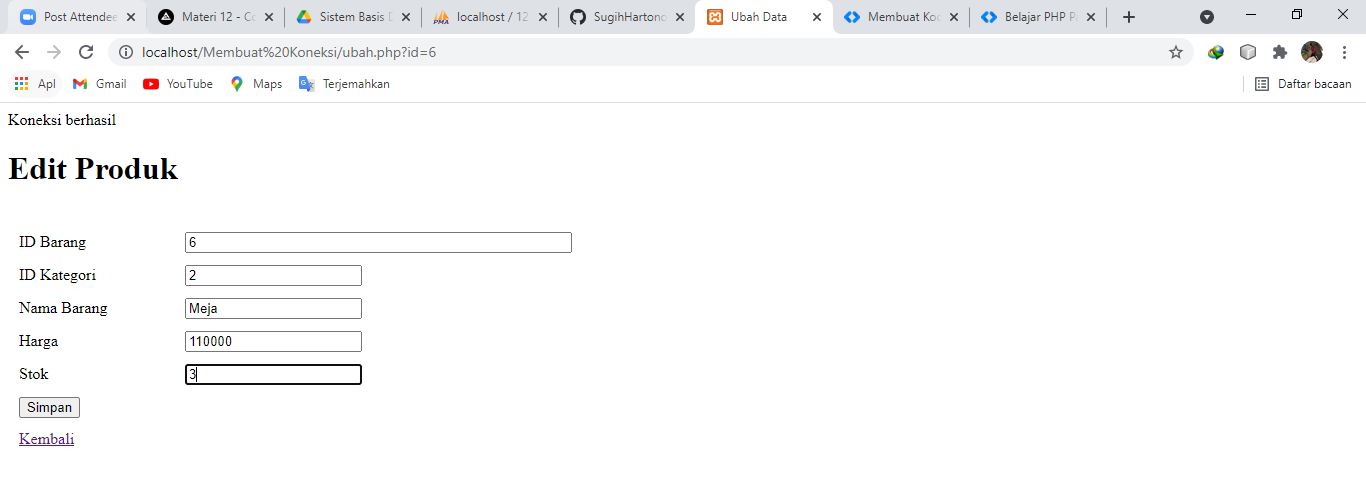 Post Attendee
Materi 12 - Co
Sistem Basis D
localhost / 12
SugihHartono
Ubah Data
Membuat Koo
Belajar PHP P
localhost/Membuat%20Koneksi/ubah.php?id=6
Apl
Gmail
YouTube
Maps
Terjemahkan
Daftar bacaan
Koneksi berhasil
Edit Produk
ID Barang 6
ID Kategori 2
Nama Barang Meja
Harga 110000
Stok 3
Simpan
Kembali